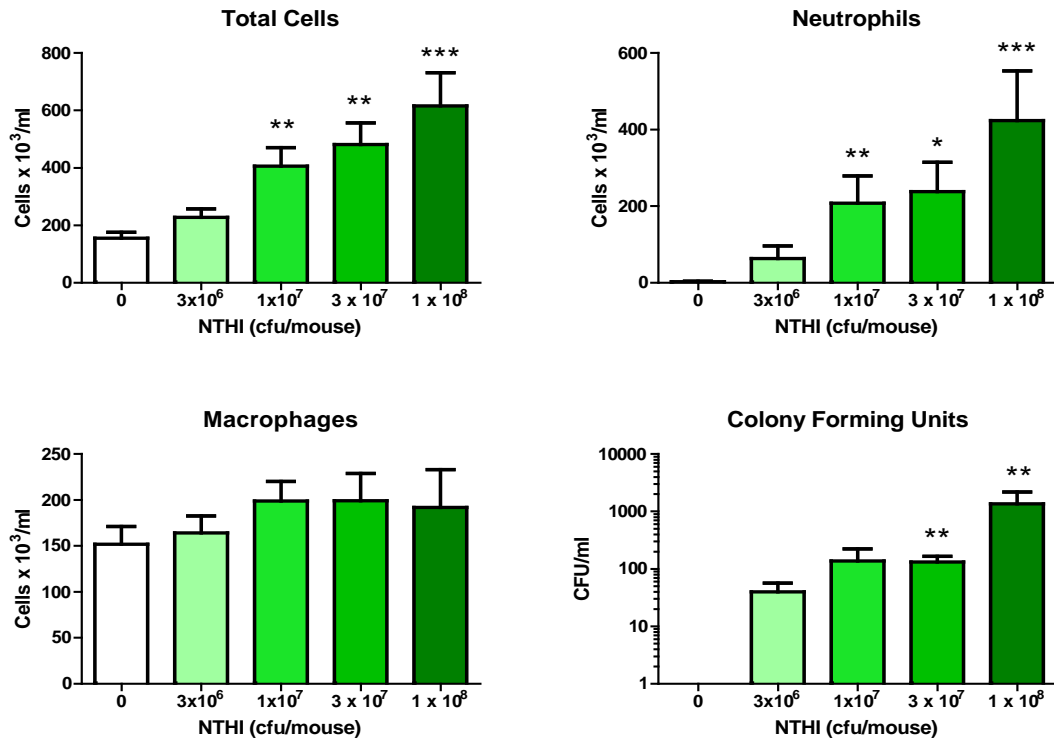 Total Cells
Cells x 10³/ml
800
600
400
200
0
**
**
***
0 3x10⁶ 1x10⁷ 3 x 10⁷ 1 x 10⁸
NTHI (cfu/mouse)
Neutrophils
Cells x 10³/ml
600
400
200
0
**
*
***
0 3x10⁶ 1x10⁷ 3 x 10⁷ 1 x 10⁸
NTHI (cfu/mouse)
Macrophages
Cells x 10³/ml
250
200
150
100
50
0
0 3x10⁶ 1x10⁷ 3 x 10⁷ 1 x 10⁸
NTHI (cfu/mouse)
Colony Forming Units
CFU/ml
10000
1000
100
10
1
**
**
0 3x10⁶ 1x10⁷ 3 x 10⁷ 1 x 10⁸
NTHI (cfu/mouse)